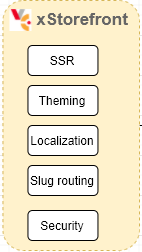 xStorefront
SSR
Theming
Localization
Slug routing
Security